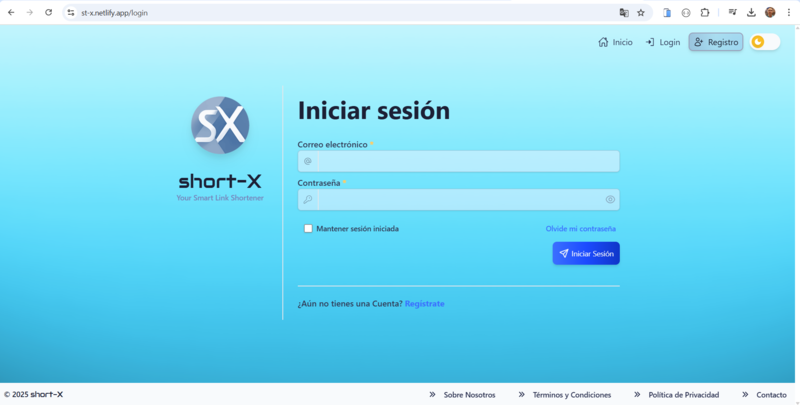 st-x.netlify.app/login
Inicio
Login
Registro
sX
short-X
Your Smart Link Shortener
Iniciar sesión
Correo electrónico *
@
Contraseña *
Mantener sesión iniciada
Olvide mi contraseña
Iniciar Sesión
¿Aún no tienes una Cuenta? Registrate
© 2025 short-X
Sobre Nosotros
Términos y Condiciones
Política de Privacidad
Contacto